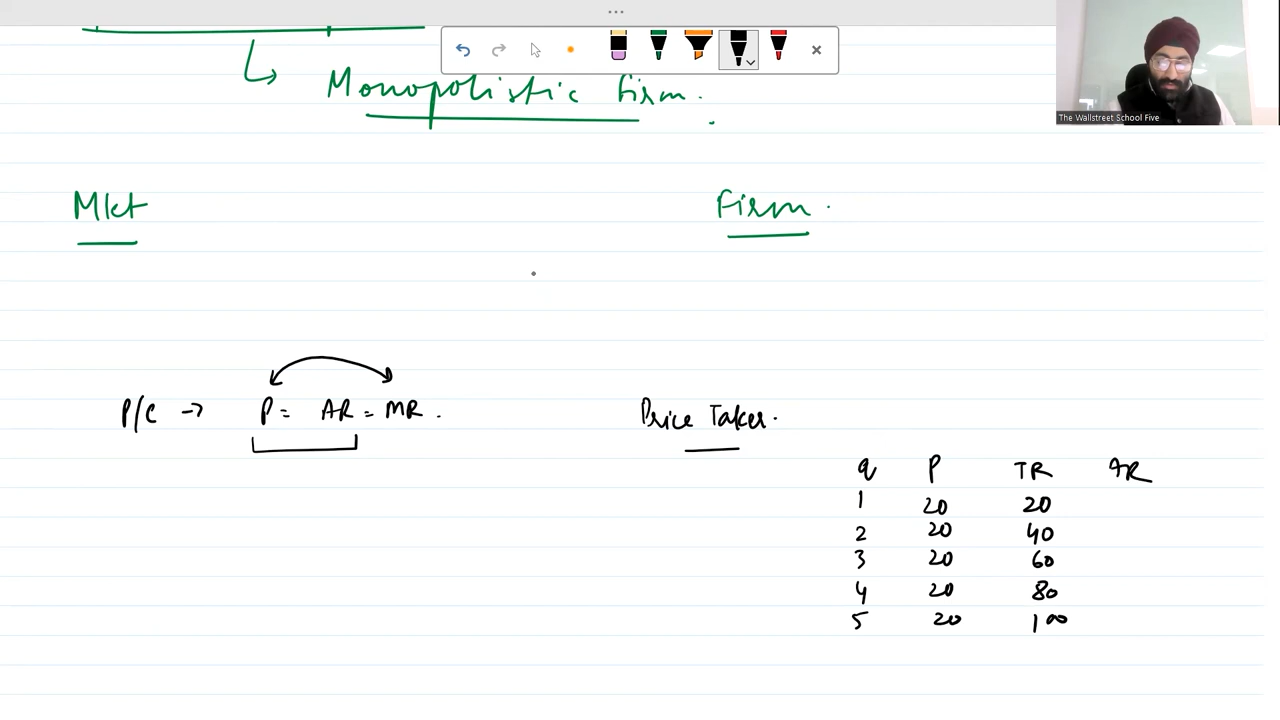 Monopolistic Firm.
The Wallstreet School Five
Mkt Firm.
P/C → P = AR = MR. Price Taker.
q P TR AR
1 20 20
2 20 40
3 20 60
4 20 80
5 20 100